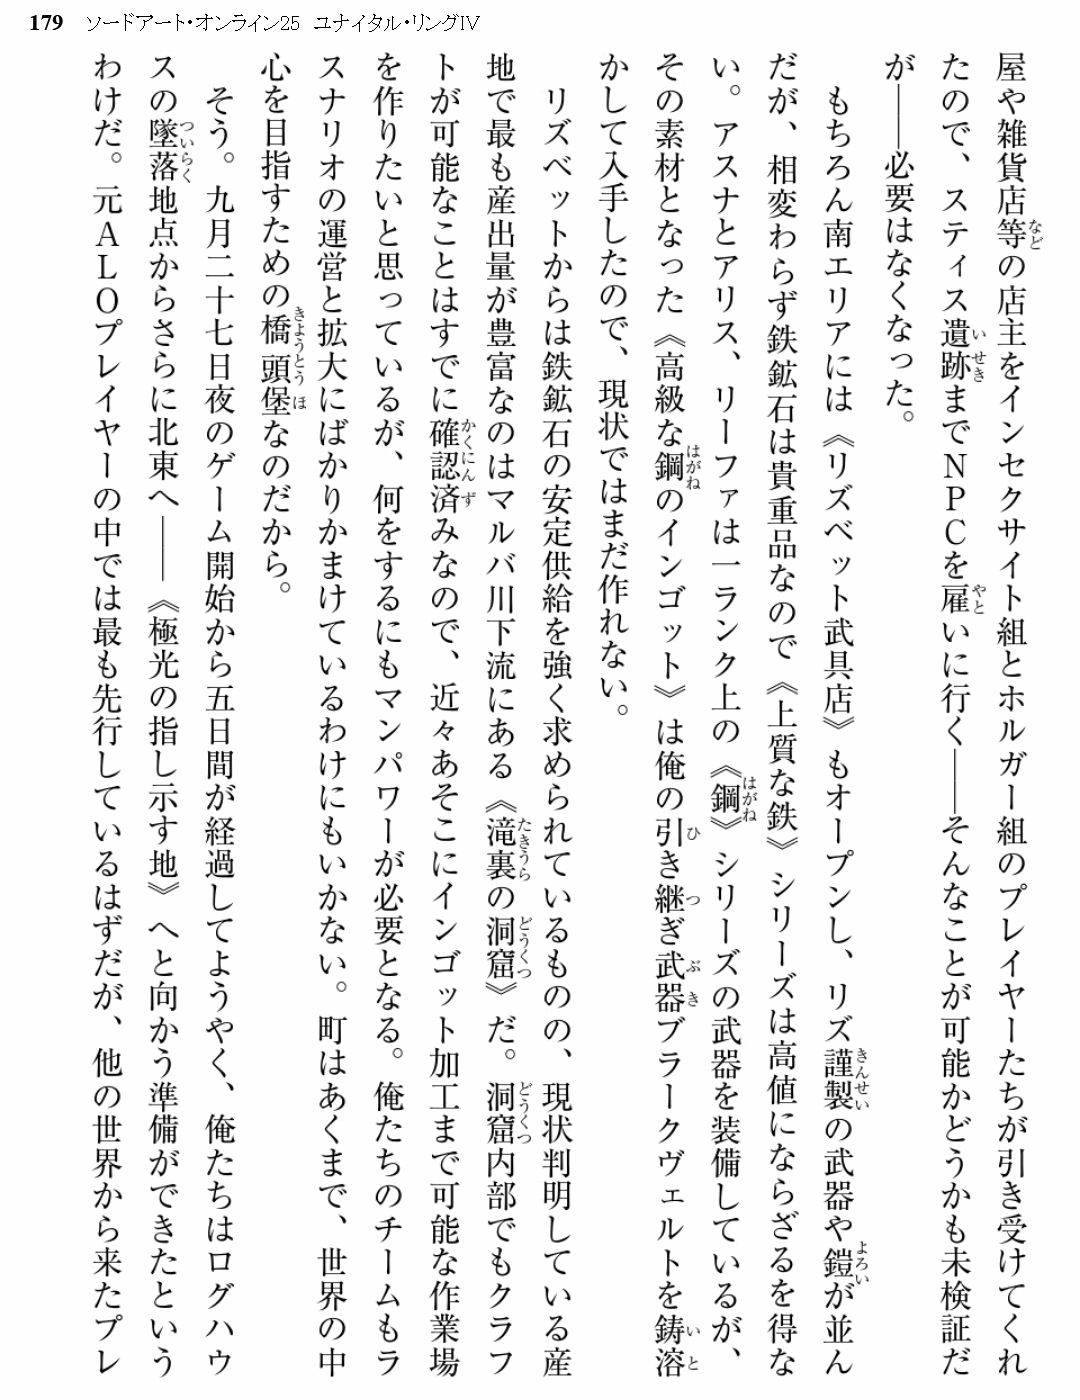 179 ソードアート・オンライン25 ユナイタル・リングⅣ
屋や雑貨店等の店主をインセクサイト組とホルガー組のプレイヤーたちが引き受けてくれ
たので、スティス遺跡までNPCを雇いに行く――そんなことが可能かどうかも未検証だ
が――必要はなくなった。
もちろん南エリアには《リズベット武具店》もオープンし、リズ謹製の武器や鎧が並ん
だが、相変わらず鉄鉱石は貴重品なので《上質な鉄》シリーズは高値にならざるを得な
い。アスナとアリス、リーファは一ランク上の《鋼》シリーズの武器を装備しているが、
その素材となった《高級な鋼のインゴット》は俺の引き継ぎ武器ブラークヴェルトを鋳溶
かして入手したので、現状ではまだ作れない。
リズベットからは鉄鉱石の安定供給を強く求められているものの、現状判明している産
地で最も産出量が豊富なのはマルバ川下流にある《滝裏の洞窟》だ。洞窟内部でもクラフ
トが可能なことはすでに確認済みなので、近々あそこにインゴット加工まで可能な作業場
を作りたいと思っているが、何をするにもマンパワーが必要となる。俺たちのチームもラ
スナリオの運営と拡大にばかりかまけているわけにもいかない。町はあくまで、世界の中
心を目指すための橋頭堡なのだから。
そう。九月二十七日夜のゲーム開始から五日間が経過してようやく、俺たちはログハウ
スの墜落地点からさらに北東へ――《極光の指し示す地》へと向かう準備ができたという
わけだ。元ALOプレイヤーの中では最も先行しているはずだが、他の世界から来たプレ